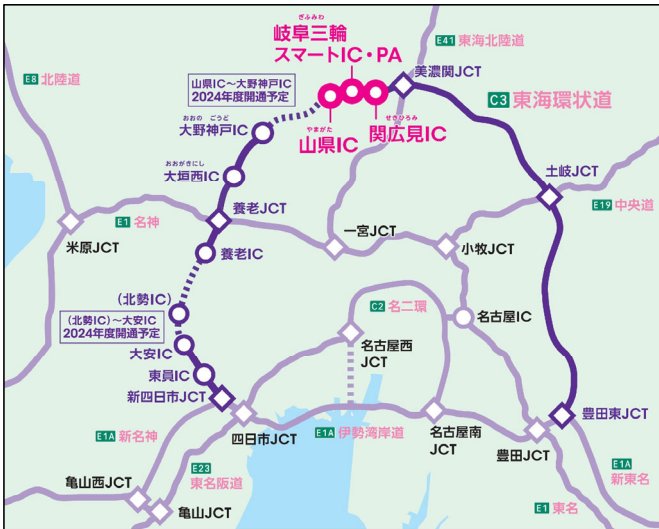 ぎふみわ
岐阜三輪
スマートIC・PA
E41 東海北陸道
E8 北陸道
美濃関JCT
山県IC～大野神戸IC
2024年度開通予定
C3 東海環状道
おおの ごうど
大野神戸IC
やまがた
山県IC
せきひろみ
関広見IC
おおがきにし
大垣西IC
土岐JCT
E19 中央道
養老JCT
E1 名神
米原JCT
一宮JCT
小牧JCT
養老IC
(北勢IC)
C2 名二環
名古屋IC
(北勢IC)～大安IC
2024年度開通予定
大安IC
名古屋西
JCT
東員IC
新四日市JCT
豊田東JCT
E1A 新名神
四日市JCT
E1A 伊勢湾岸道
名古屋南
JCT
豊田JCT
E23
東名阪道
E1A
新東名
亀山西JCT
亀山JCT
E1 東名